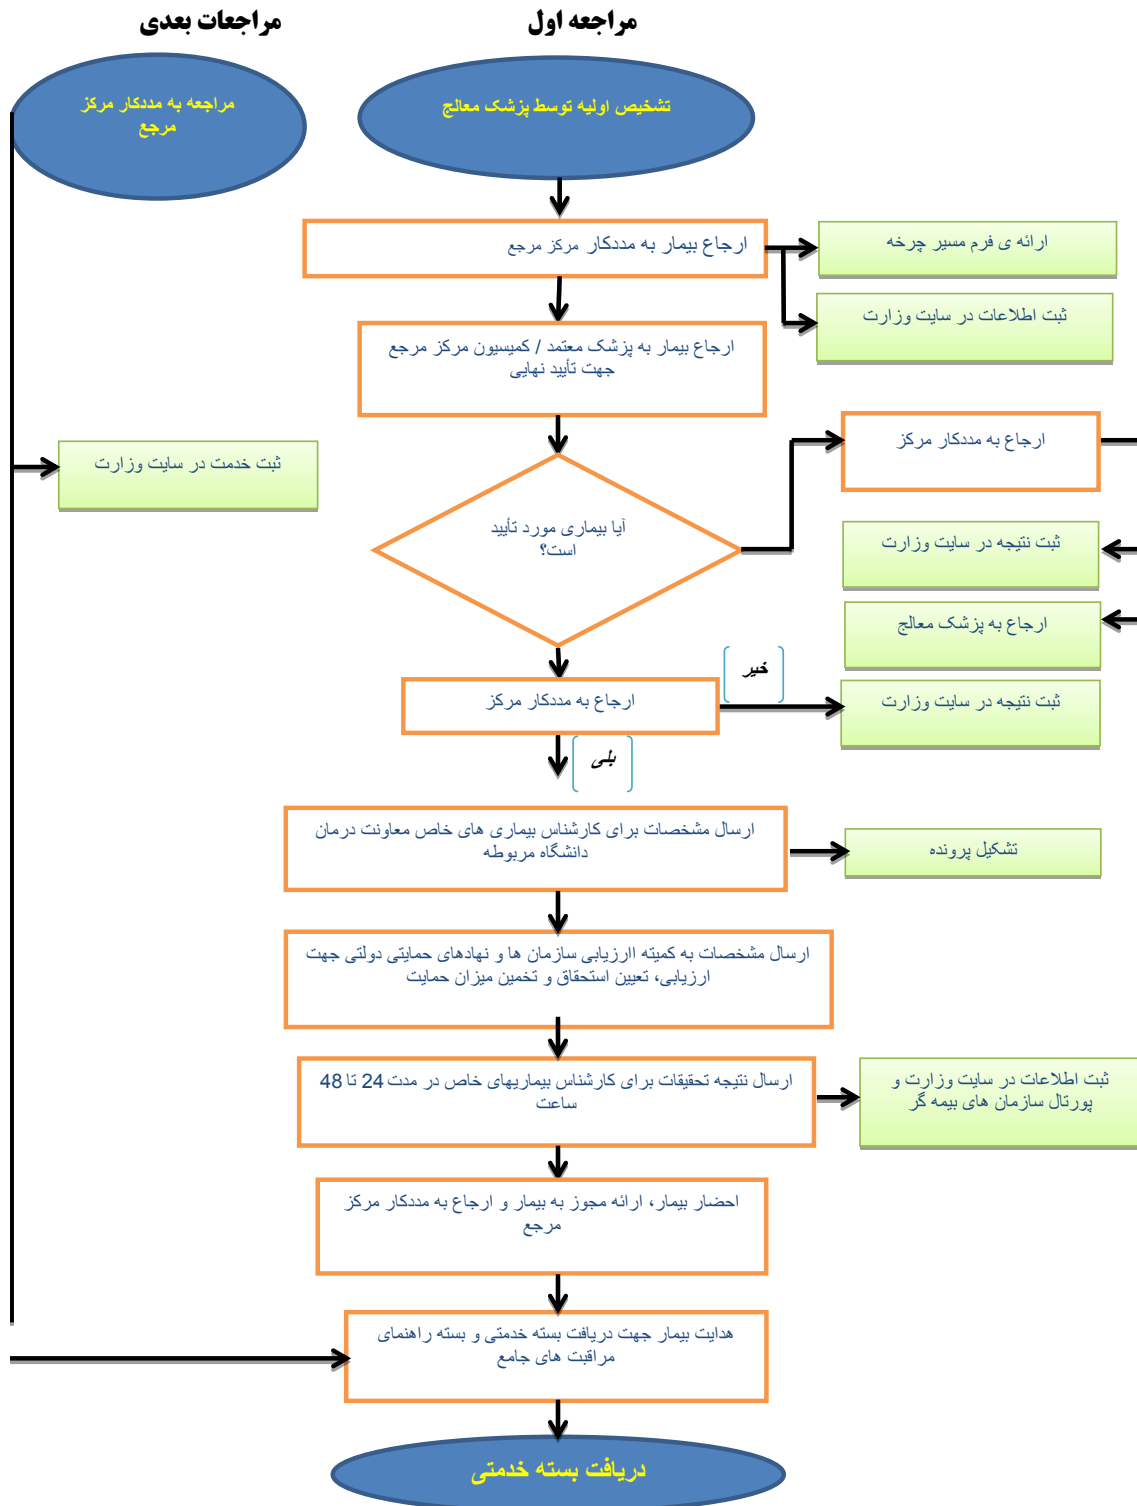 مراجعه اول
مراجعات بعدی
تشخیص اولیه توسط پزشک معالج
مراجعه به مددکار مرکز
مرجع
ارجاع بیمار به مددکار مرکز مرجع
ارائه ی فرم مسیر چرخه
ثبت اطلاعات در سایت وزارت
ارجاع بیمار به پزشک معتمد / کمیسیون مرکز مرجع
جهت تأیید نهایی
ارجاع به مددکار مرکز
ثبت خدمت در سایت وزارت
آیا بیماری مورد تأیید
است؟
ثبت نتیجه در سایت وزارت
ارجاع به پزشک معالج
خیر
ارجاع به مددکار مرکز
ثبت نتیجه در سایت وزارت
بلی
ارسال مشخصات برای کارشناس بیماری های خاص معاونت درمان
دانشگاه مربوطه
تشکیل پرونده
ارسال مشخصات به کمیته اارزیابی سازمان ها و نهادهای حمایتی دولتی جهت
ارزیابی، تعیین استحقاق و تخمین میزان حمایت
ارسال نتیجه تحقیقات برای کارشناس بیماریهای خاص در مدت 24 تا 48
ساعت
ثبت اطلاعات در سایت وزارت و
پورتال سازمان های بیمه گر
احضار بیمار، ارائه مجوز به بیمار و ارجاع به مددکار مرکز
مرجع
هدایت بیمار جهت دریافت بسته خدمتی و بسته راهنمای
مراقبت های جامع
دریافت بسته خدمتی